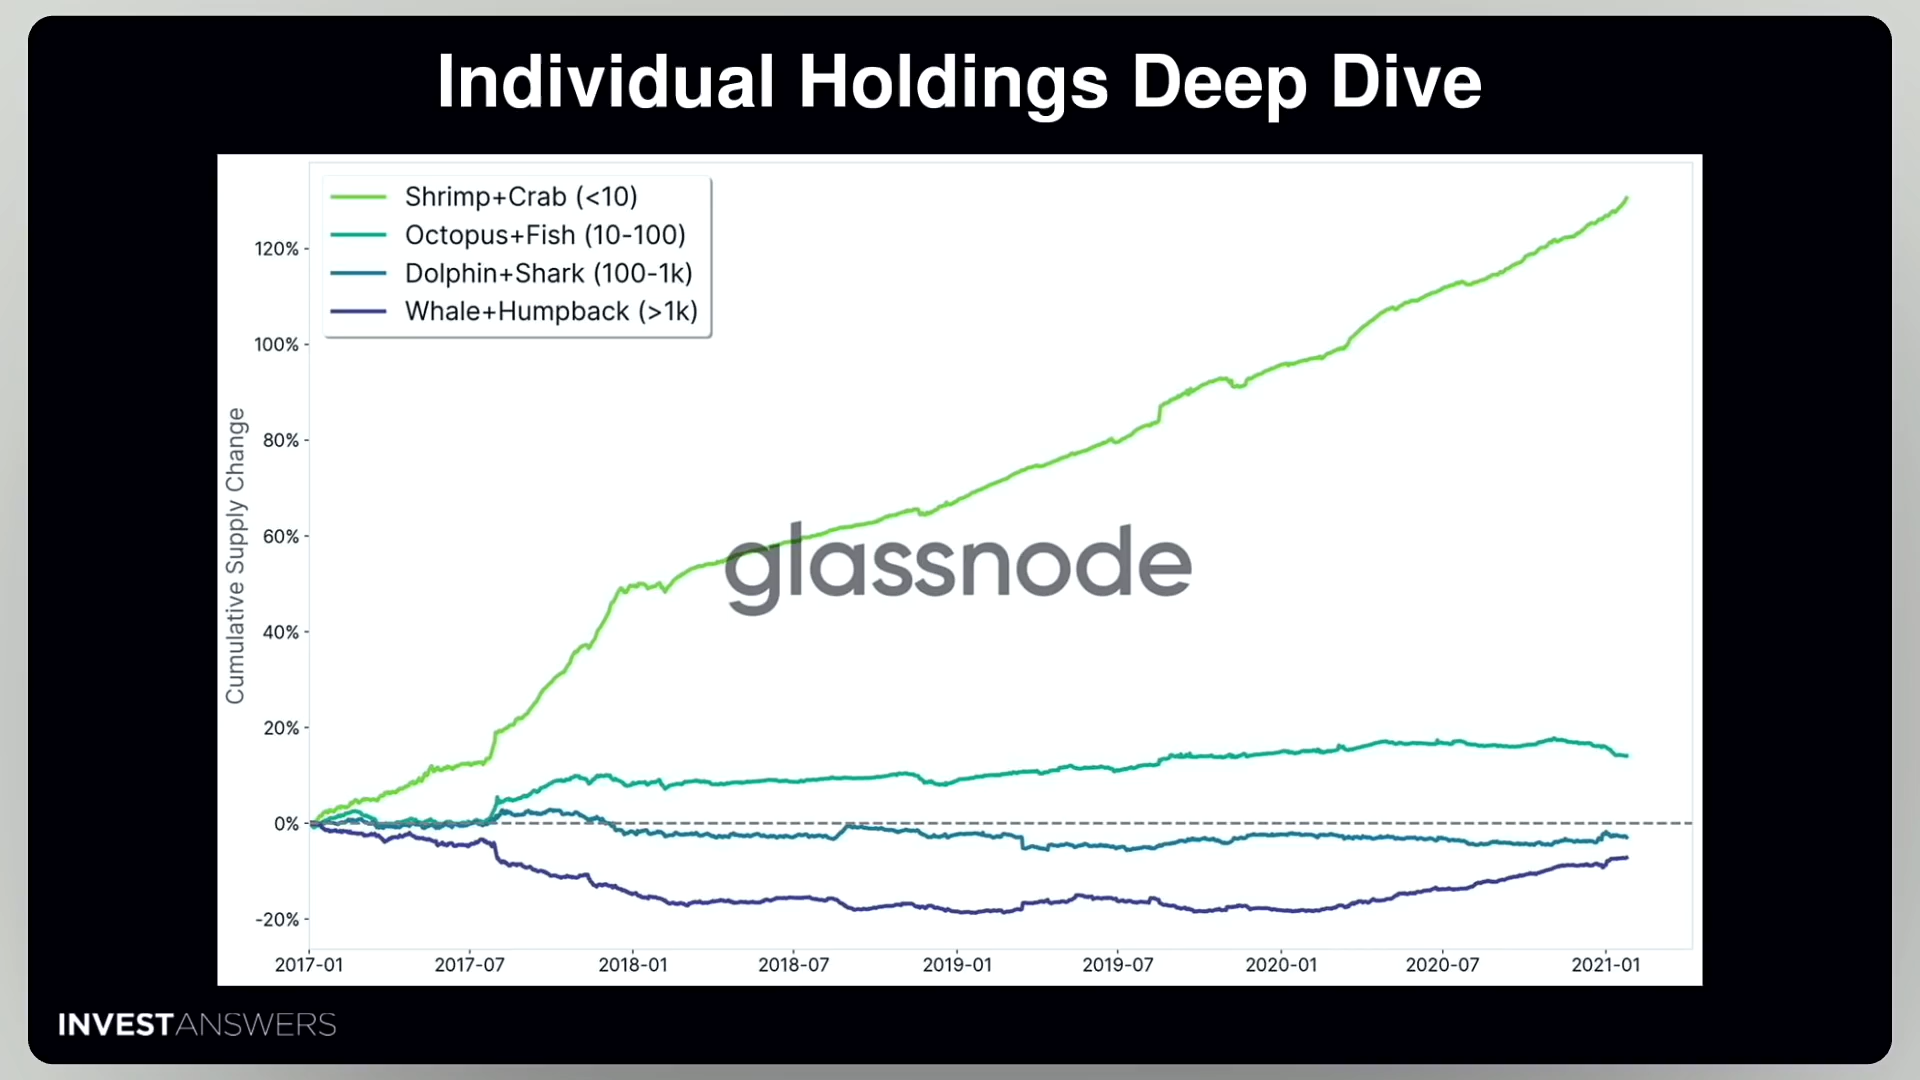 Individual Holdings Deep Dive
Shrimp+Crab (<10)
Octopus+Fish (10-100)
Dolphin+Shark (100-1k)
Whale+Humpback (>1k)
Cumulative Supply Change
120%
100%
80%
60%
40%
20%
0%
-20%
glassnode
2017-01 2017-07 2018-01 2018-07 2019-01 2019-07 2020-01 2020-07 2021-01
INVESTANSWERS